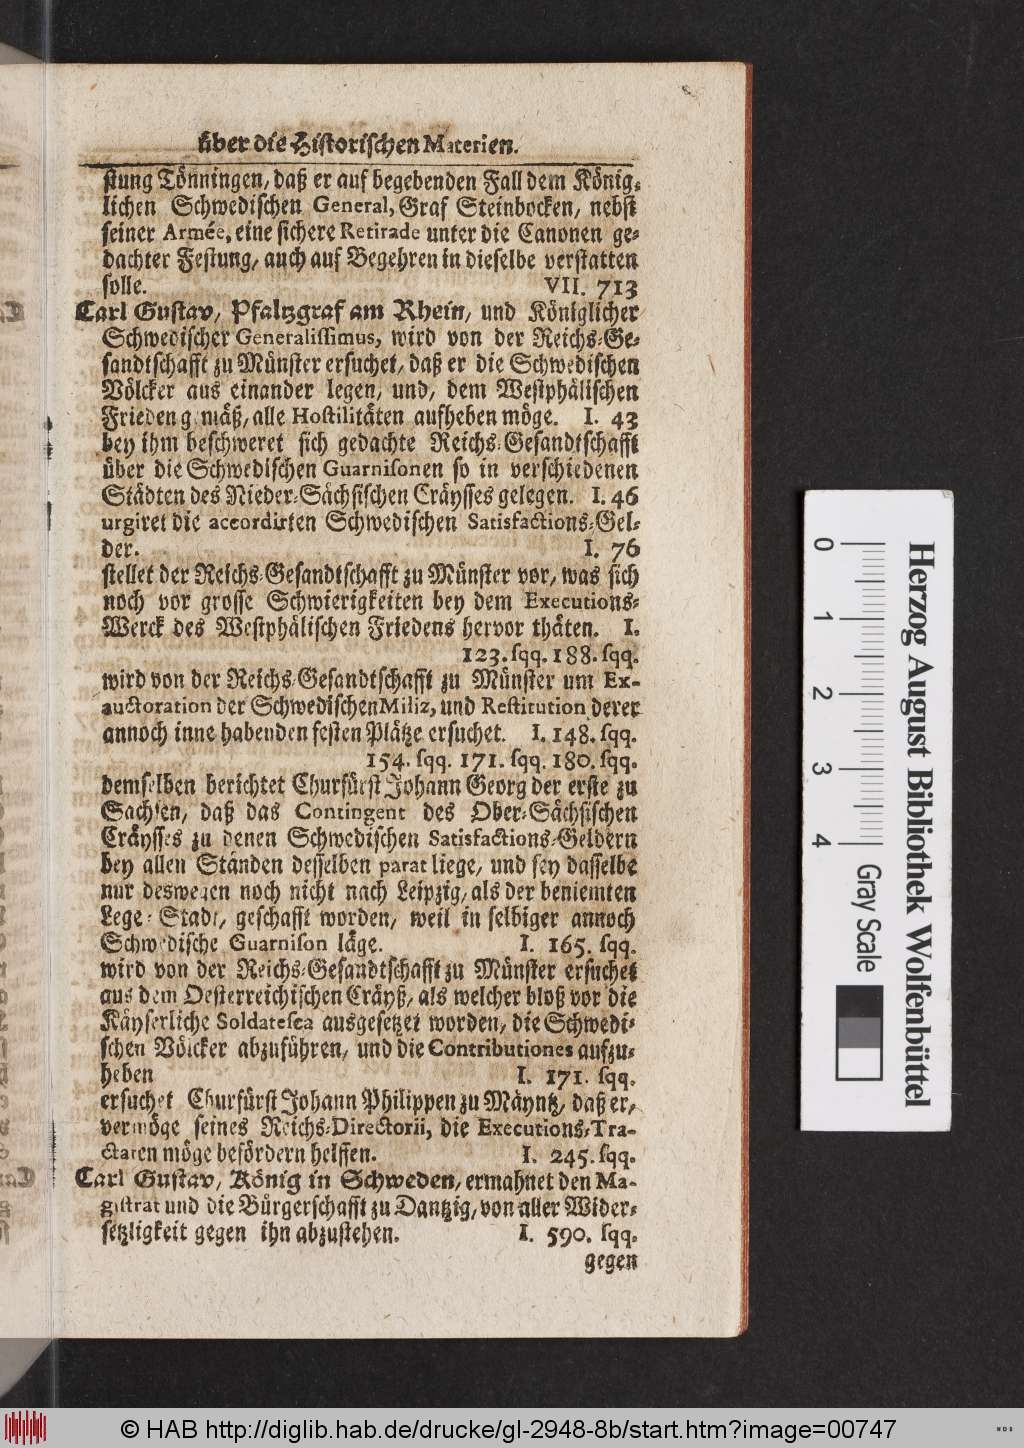 über die Historischen Materien.
stung Tönningen, daß er auf begebenden Fall dem König-
lichen Schwedischen General, Graf Steinbocken, nebst
seiner Armée, eine sichere Retirade unter die Canonen ge-
dachter Festung, auch auf Begehren in dieselbe verstatten
solle. VII. 713
Carl Gustav, Pfaltzgraf am Rhein, und Königlicher
Schwedischer Generalissimus, wird von der Reichs-Ge-
sandtschafft zu Münster ersuchet, daß er die Schwedischen
Völcker aus einander legen, und, dem Westphälischen
Frieden gemäß, alle Hostilitäten aufheben möge. I. 43
bey ihm beschweret sich gedachte Reichs-Gesandtschafft
über die Schwedischen Guarnisonen so in verschiedenen
Städten des Nieder-Sächsischen Cräysses gelegen. I. 46
urgiret die accordirten Schwedischen Satisfactions-Gel-
der. I. 76
stellet der Reichs-Gesandtschafft zu Münster vor, was sich
noch vor grosse Schwierigkeiten bey dem Executions-
Werck des Westphälischen Friedens hervor thäten. I.
123. sqq. 188. sqq.
wird von der Reichs-Gesandtschafft zu Münster um Ex-
auctoration der Schwedischen Miliz, und Restitution derer
annoch inne habenden festen Plätze ersuchet. I. 148. sqq.
154. sqq. 171. sqq. 180. sqq.
demselben berichtet Churfürst Johann Georg der erste zu
Sachsen, daß das Contingent des Ober-Sächsischen
Cräysses zu denen Schwedischen Satisfactions-Geldern
bey allen Ständen desselben parat liege, und sey dasselbe
nur deswegen noch nicht nach Leipzig, als der beniemten
Lege-Stadt, geschafft worden, weil in selbiger annoch
Schwedische Guarnison läge. I. 165. sqq.
wird von der Reichs-Gesandtschafft zu Münster ersuchet
aus dem Oesterreichischen Cräyß, als welcher bloß vor die
Käyserliche Soldatesca ausgesetzet worden, die Schwedi-
schen Völcker abzuführen, und die Contributiones aufzu-
heben I. 171. sqq.
ersuchet Churfürst Johann Philippen zu Mäyntz, daß er,
vermöge seines Reichs-Directorii, die Executions-Tra-
ctaten möge befördern helffen. I. 245. sqq.
Carl Gustav, König in Schweden, ermahnet den Ma-
gistrat und die Bürgerschafft zu Dantzig, von aller Wider-
setzligkeit gegen ihn abzustehen. I. 590. sqq.
gegen
0 1 2 3 4
Herzog August Bibliothek Wolfenbüttel
Gray Scale
© HAB http://diglib.hab.de/drucke/gl-2948-8b/start.htm?image=00747